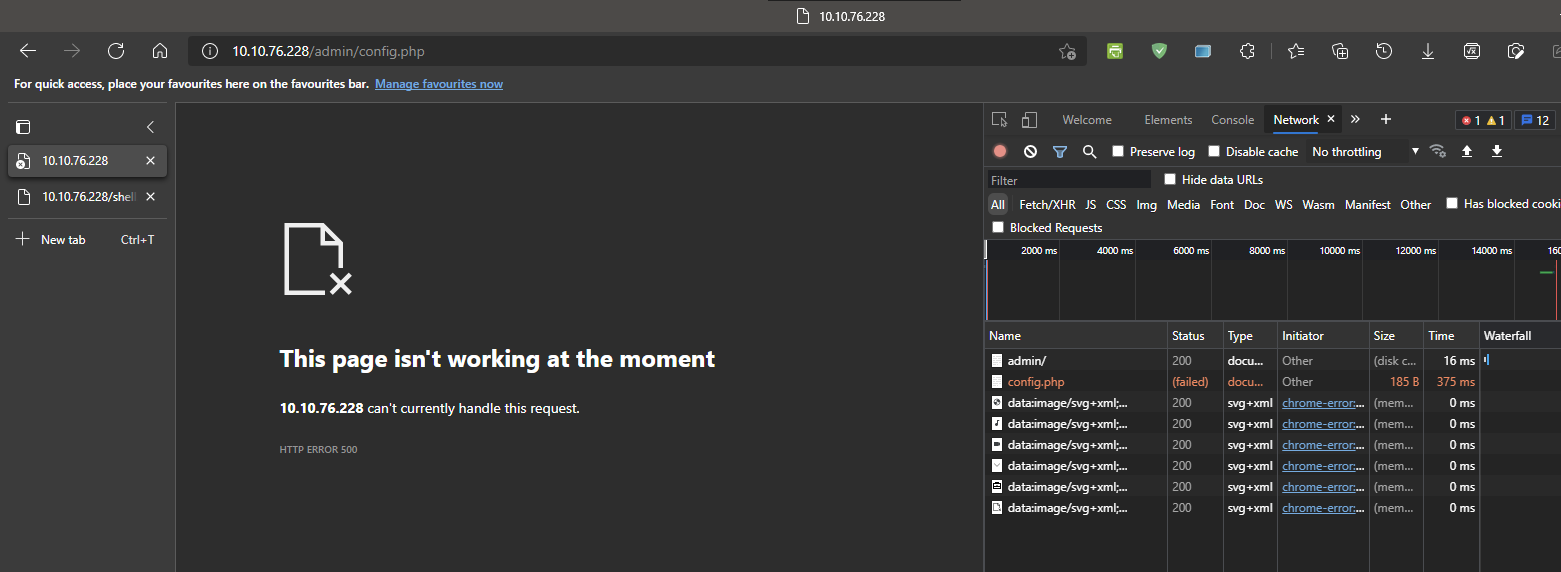 10.10.76.228
10.10.76.228/admin/config.php
For quick access, place your favourites here on the favourites bar. Manage favourites now
10.10.76.228
10.10.76.228/shell
New tab Ctrl+T
This page isn't working at the moment
10.10.76.228 can't currently handle this request.
HTTP ERROR 500
Welcome Elements Console Network 1 1 12
Preserve log Disable cache No throttling
Filter Hide data URLs
All Fetch/XHR JS CSS Img Media Font Doc WS Wasm Manifest Other Has blocked cooki
Blocked Requests
2000 ms 4000 ms 6000 ms 8000 ms 10000 ms 12000 ms 14000 ms 160
Name Status Type Initiator Size Time Waterfall
admin/ 200 docu... Other (disk c... 16 ms
config.php (failed) docu... Other 185 B 375 ms
data:image/svg+xml;... 200 svg+xml chrome-error:... (mem... 0 ms
data:image/svg+xml;... 200 svg+xml chrome-error:... (mem... 0 ms
data:image/svg+xml;... 200 svg+xml chrome-error:... (mem... 0 ms
data:image/svg+xml;... 200 svg+xml chrome-error:... (mem... 0 ms
data:image/svg+xml;... 200 svg+xml chrome-error:... (mem... 0 ms
data:image/svg+xml;... 200 svg+xml chrome-error:... (mem... 0 ms